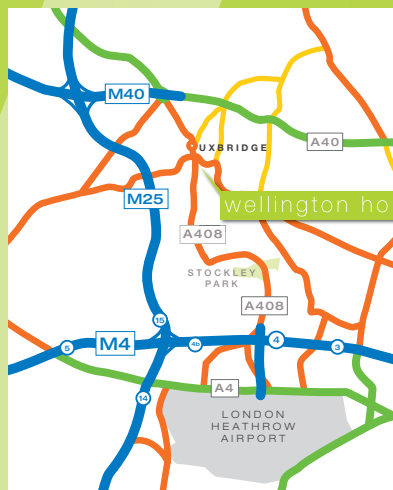 M40
A40
UXBRIDGE
M25
wellington ho
A408
STOCKLEY
PARK
A408
15
M4
5
4b
4
3
A4
14
LONDON
HEATHROW
AIRPORT